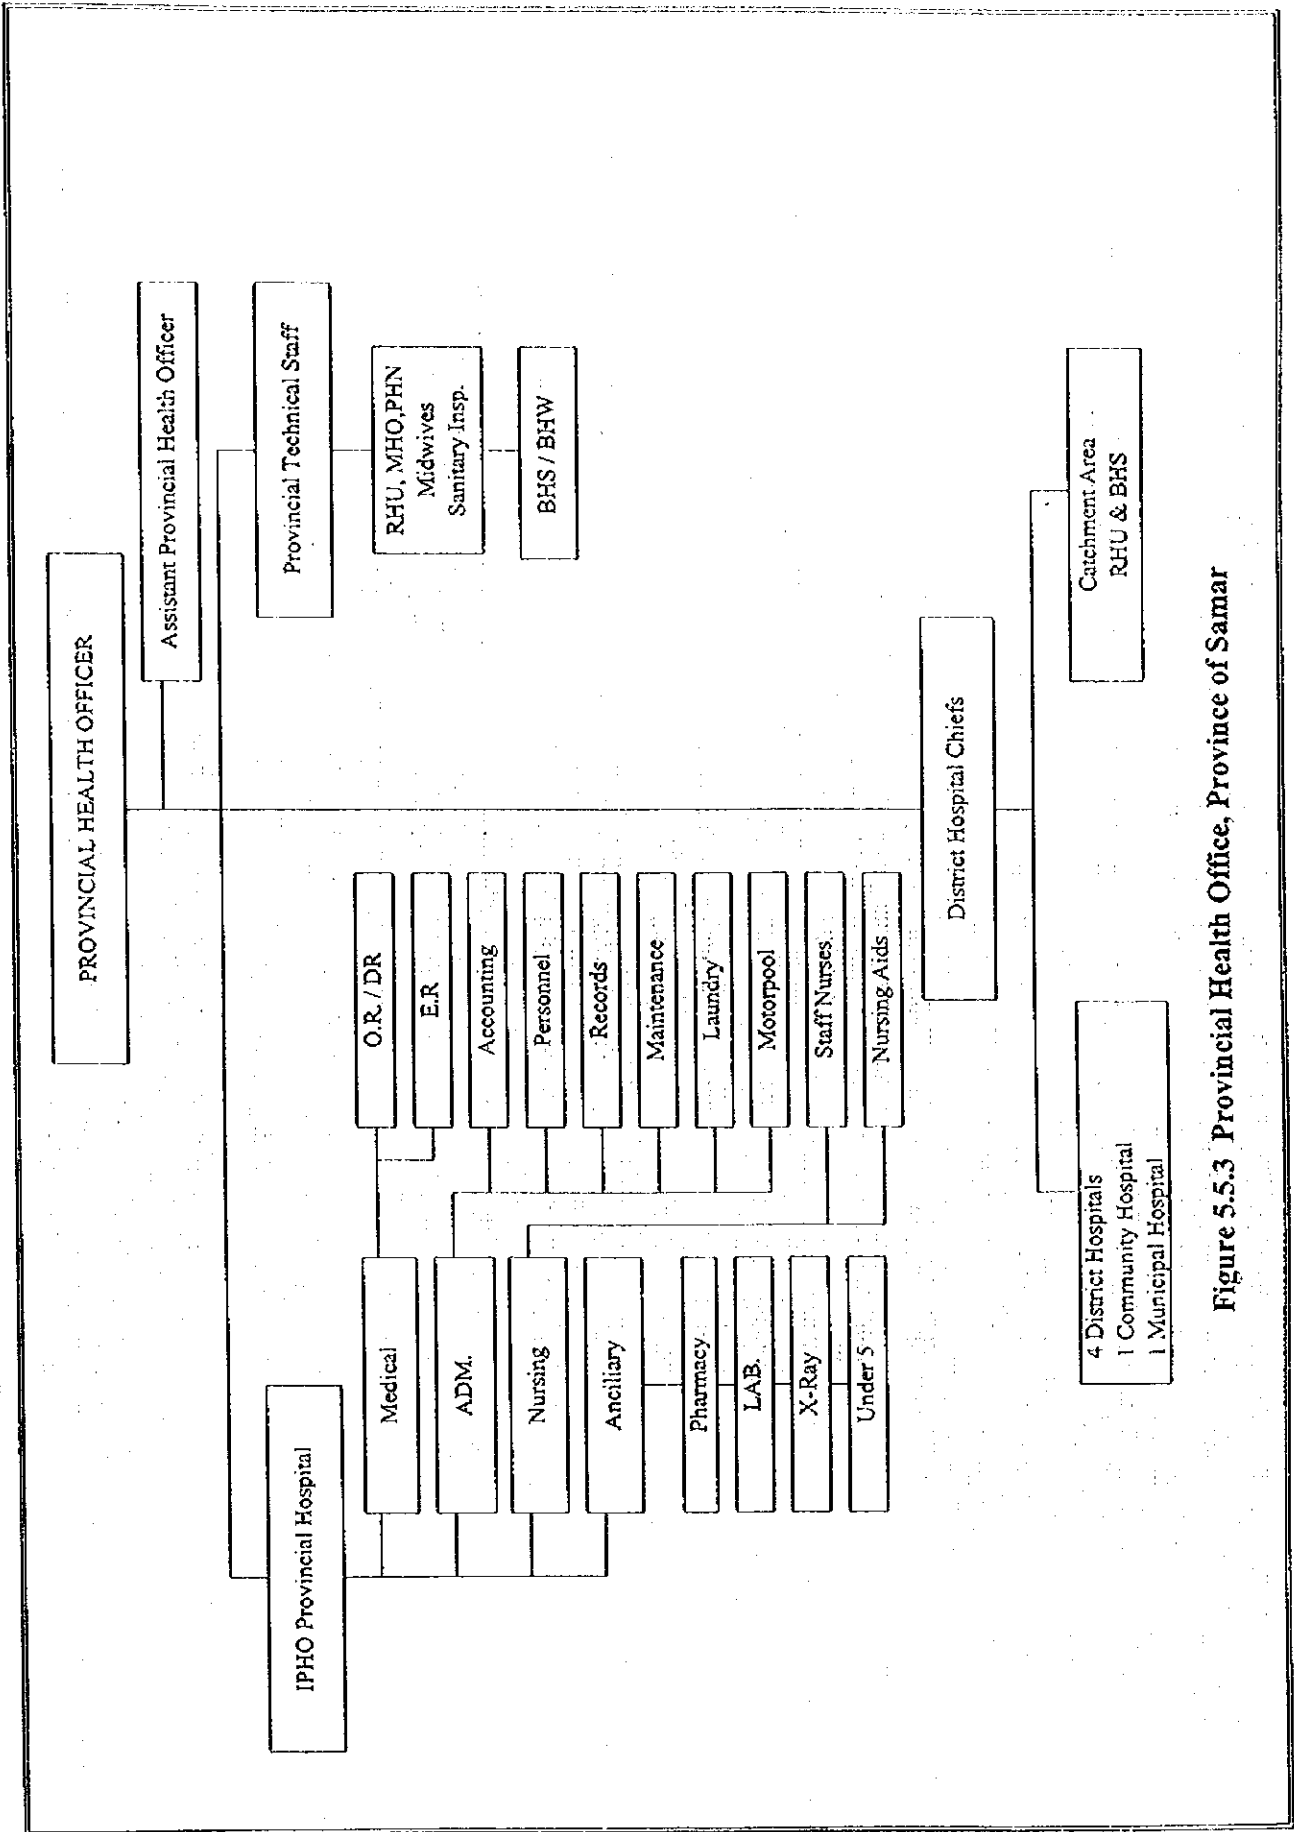 PROVINCIAL HEALTH OFFICER
Assistant Provincial Health Officer
IPHO Provincial Hospital
Provincial Technical Staff
RHU, MHO,PHN
Midwives
Sanitary Insp.
BHS / BHW
Medical
ADM.
Nursing
Anciliary
Pharmacy
LAB.
X-Ray
Under 5
O.R. / DR
E.R
Accounting
Personnel
Records
Maintenance
Laundry
Motorpool
Staff Nurses
Nursing Aids
District Hospital Chiefs
4 District Hospitals
1 Community Hospital
1 Municipal Hospital
Catchment Area
RHU & BHS
Figure 5.5.3 Provincial Health Office, Province of Samar